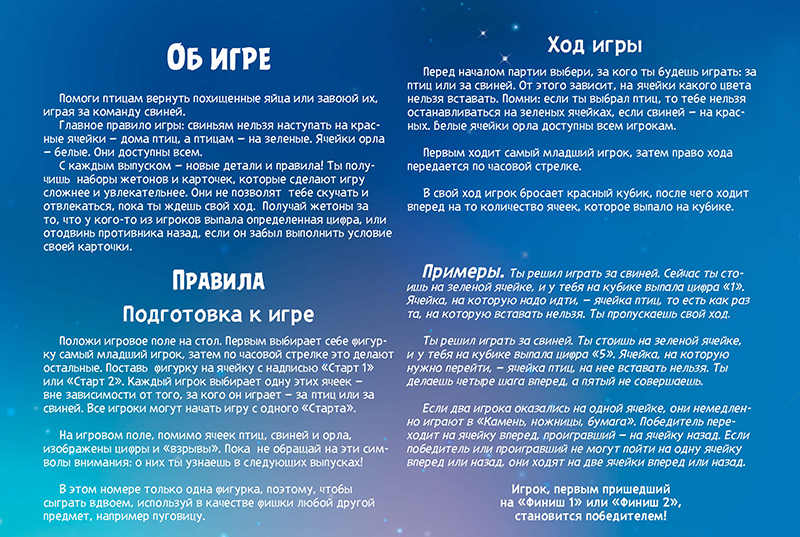 Об игре
Помоги птицам вернуть похищенные яйца или завоюй их,
играя за команду свиней.
Главное правило игры: свиньям нельзя наступать на крас-
ные ячейки – дома птиц, а птицам – на зеленые. Ячейки орла
– белые. Они доступны всем.
С каждым выпуском – новые детали и правила! Ты полу-
чишь наборы жетонов и карточек, которые сделают игру
сложнее и увлекательнее. Они не позволят тебе скучать и
отвлекаться, пока ты ждешь свой ход. Получай жетоны за
то, что у кого-то из игроков выпала определенная цифра, или
отодвинь противника назад, если он забыл выполнить условие
своей карточки.
Правила
Подготовка к игре
Положи игровое поле на стол. Первым выбирает себе фигур-
ку самый младший игрок, затем по часовой стрелке это делают
остальные. Поставь фигурку на ячейку с надписью «Старт 1»
или «Старт 2». Каждый игрок выбирает одну этих ячеек –
вне зависимости от того, за кого он играет – за птиц или за
свиней. Все игроки могут начать игру с одного «Старта».
На игровом поле, помимо ячеек птиц, свиней и орла,
изображены цифры и «взрывы». Пока не обращай на эти сим-
волы внимания: о них ты узнаешь в следующих выпусках!
В этом номере только одна фигурка, поэтому, чтобы
сыграть вдвоем, используй в качестве фишки любой другой
предмет, например пуговицу.
Ход игры
Перед началом партии выбери, за кого ты будешь играть: за
птиц или за свиней. От этого зависит, на ячейки какого цвета
нельзя вставать. Помни: если ты выбрал птиц, то тебе нельзя
останавливаться на зеленых ячейках, если свиней – на крас-
ных. Белые ячейки орла доступны всем игрокам.
Первым ходит самый младший игрок, затем право хода
передается по часовой стрелке.
В свой ход игрок бросает красный кубик, после чего ходит
вперед на то количество ячеек, которое выпало на кубике.
Примеры. Ты решил играть за свиней. Сейчас ты сто-
ишь на зеленой ячейке, и у тебя на кубике выпала цифра «1».
Ячейка, на которую надо идти, – ячейка птиц, то есть как раз
та, на которую вставать нельзя. Ты пропускаешь свой ход.
Ты решил играть за свиней. Ты стоишь на зеленой ячейке,
и у тебя на кубике выпала цифра «5». Ячейка, на которую
нужно перейти, – ячейка птиц, на нее вставать нельзя. Ты
делаешь четыре шага вперед, а пятый не совершаешь.
Если два игрока оказались на одной ячейке, они немедлен-
но играют в «Камень, ножницы, бумага». Победитель пере-
ходит на ячейку вперед, проигравший – на ячейку назад. Если
победитель или проигравший не могут пойти на одну ячейку
вперед или назад, они ходят на две ячейки вперед или назад.
Игрок, первым пришедший
на «Финиш 1» или «Финиш 2»,
становится победителем!